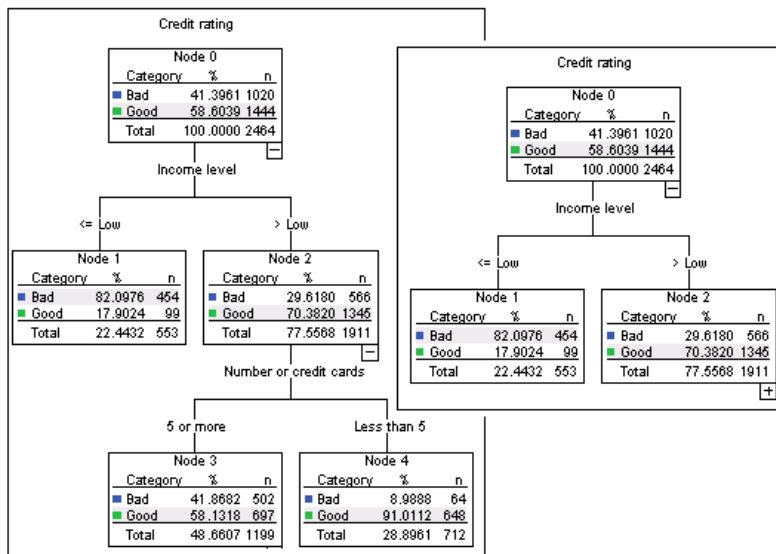 Credit rating
Node 0
Category % n
Bad 41.3961 1020
Good 58.6039 1444
Total 100.0000 2464
Income level
<= Low
> Low
Node 1
Category % n
Bad 82.0976 454
Good 17.9024 99
Total 22.4432 553
Node 2
Category % n
Bad 29.6180 566
Good 70.3820 1345
Total 77.5568 1911
Number or credit cards
5 or more
Less than 5
Node 3
Category % n
Bad 41.8682 502
Good 58.1318 697
Total 48.6607 1199
Node 4
Category % n
Bad 8.9888 64
Good 91.0112 648
Total 28.8961 712
Credit rating
Node 0
Category % n
Bad 41.3961 1020
Good 58.6039 1444
Total 100.0000 2464
Income level
<= Low
> Low
Node 1
Category % n
Bad 82.0976 454
Good 17.9024 99
Total 22.4432 553
Node 2
Category % n
Bad 29.6180 566
Good 70.3820 1345
Total 77.5568 1911